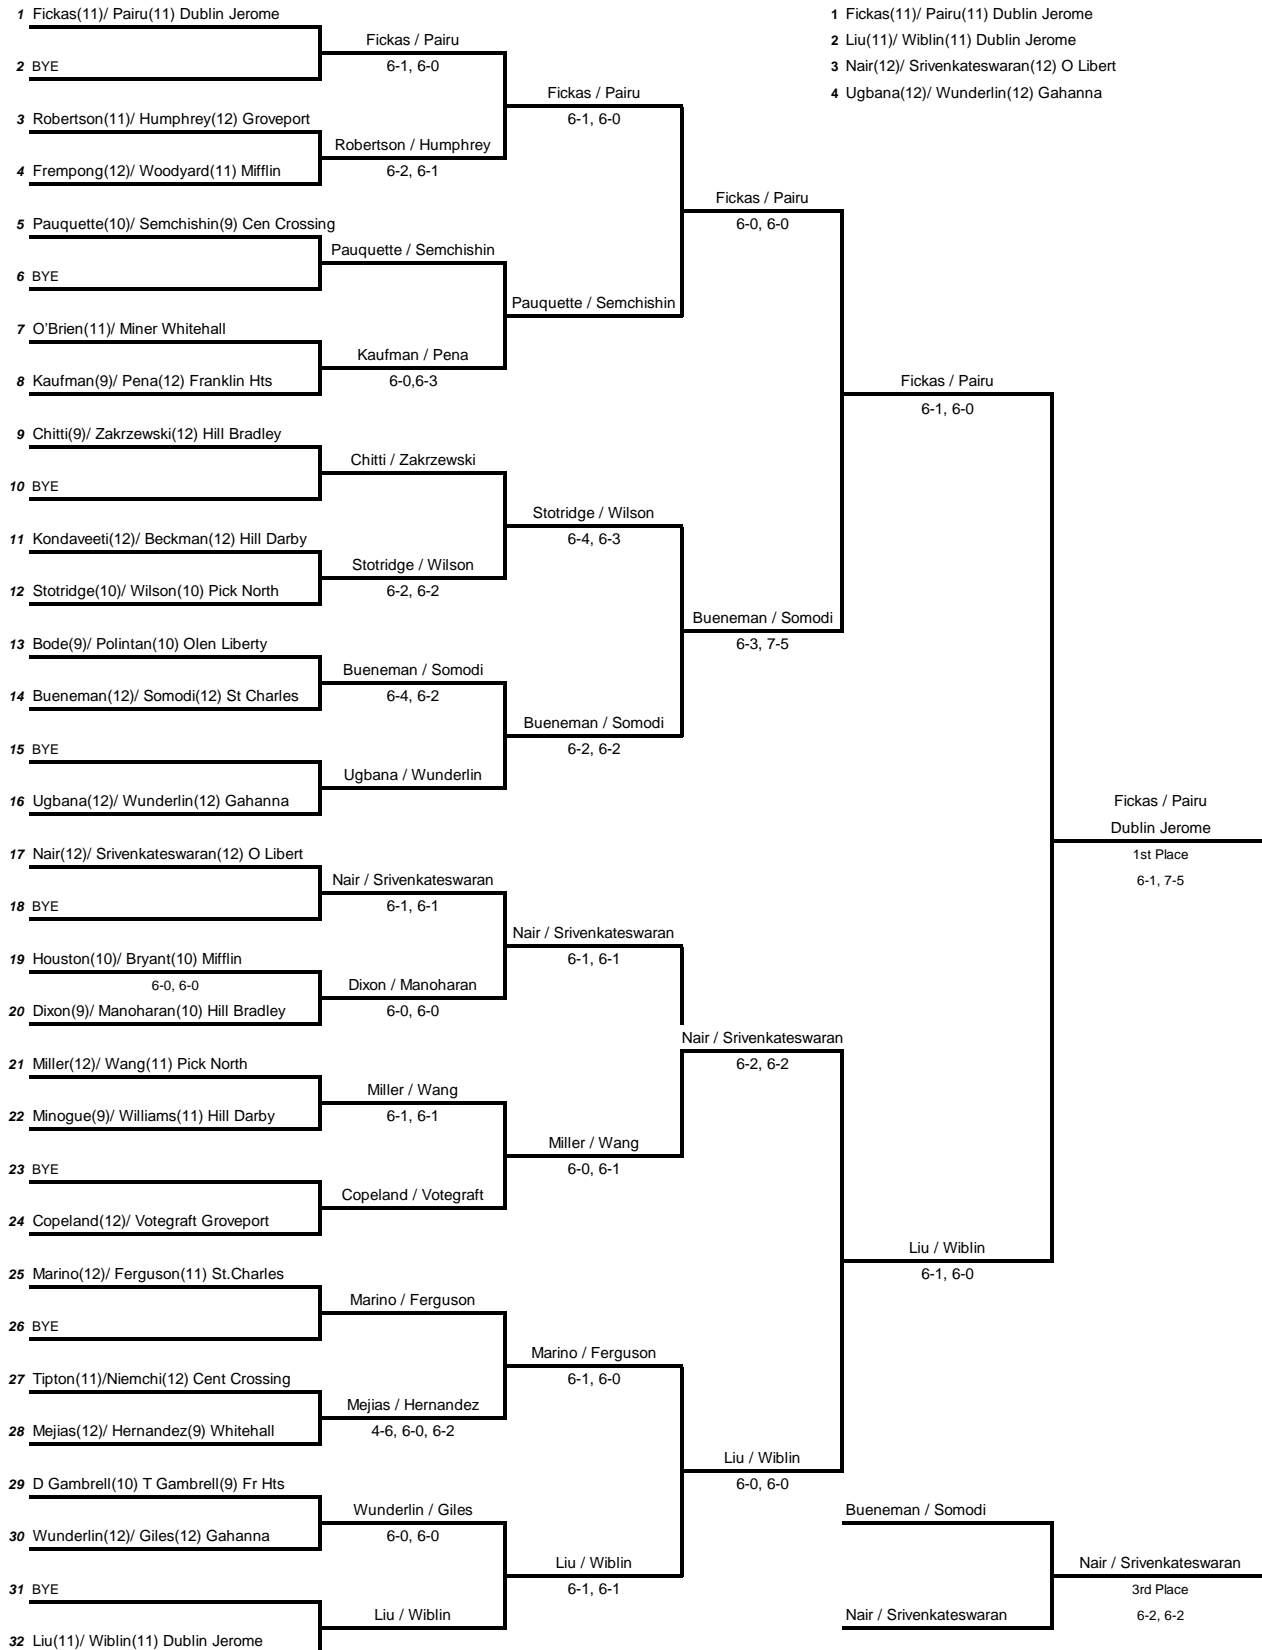 1 Fickas(11)/ Pairu(11) Dublin Jerome
2 BYE
3 Robertson(11)/ Humphrey(12) Groveport
4 Frempong(12)/ Woodyard(11) Mifflin
5 Pauquette(10)/ Semchishin(9) Cen Crossing
6 BYE
7 O'Brien(11)/ Miner Whitehall
8 Kaufman(9)/ Pena(12) Franklin Hts
9 Chitti(9)/ Zakrzewski(12) Hill Bradley
10 BYE
11 Kondaveeti(12)/ Beckman(12) Hill Darby
12 Stotridge(10)/ Wilson(10) Pick North
13 Bode(9)/ Polintan(10) Olen Liberty
14 Bueneman(12)/ Somodi(12) St Charles
15 BYE
16 Ugbana(12)/ Wunderlin(12) Gahanna
17 Nair(12)/ Srivenkateswaran(12) O Libert
18 BYE
19 Houston(10)/ Bryant(10) Mifflin
6-0, 6-0
20 Dixon(9)/ Manoharan(10) Hill Bradley
21 Miller(12)/ Wang(11) Pick North
22 Minogue(9)/ Williams(11) Hill Darby
23 BYE
24 Copeland(12)/ Votegraft Groveport
25 Marino(12)/ Ferguson(11) St.Charles
26 BYE
27 Tipton(11)/Niemchi(12) Cent Crossing
28 Mejias(12)/ Hernandez(9) Whitehall
29 D Gambrell(10) T Gambrell(9) Fr Hts
30 Wunderlin(12)/ Giles(12) Gahanna
31 BYE
32 Liu(11)/ Wiblin(11) Dublin Jerome
Fickas / Pairu
6-1, 6-0
Robertson / Humphrey
6-2, 6-1
Pauquette / Semchishin
Kaufman / Pena
6-0,6-3
Chitti / Zakrzewski
Stotridge / Wilson
6-2, 6-2
Bueneman / Somodi
6-4, 6-2
Ugbana / Wunderlin
Nair / Srivenkateswaran
6-1, 6-1
Dixon / Manoharan
6-0, 6-0
Miller / Wang
6-1, 6-1
Copeland / Votegraft
Marino / Ferguson
Mejias / Hernandez
4-6, 6-0, 6-2
Wunderlin / Giles
6-0, 6-0
Liu / Wiblin
Fickas / Pairu
6-1, 6-0
Pauquette / Semchishin
Stotridge / Wilson
6-4, 6-3
Bueneman / Somodi
6-2, 6-2
Nair / Srivenkateswaran
6-1, 6-1
Miller / Wang
6-0, 6-1
Marino / Ferguson
6-1, 6-0
Liu / Wiblin
6-1, 6-1
Fickas / Pairu
6-0, 6-0
Bueneman / Somodi
6-3, 7-5
Nair / Srivenkateswaran
6-2, 6-2
Liu / Wiblin
6-0, 6-0
1 Fickas(11)/ Pairu(11) Dublin Jerome
2 Liu(11)/ Wiblin(11) Dublin Jerome
3 Nair(12)/ Srivenkateswaran(12) O Libert
4 Ugbana(12)/ Wunderlin(12) Gahanna
Fickas / Pairu
6-1, 6-0
Liu / Wiblin
6-1, 6-0
Fickas / Pairu
Dublin Jerome
1st Place
6-1, 7-5
Bueneman / Somodi
Nair / Srivenkateswaran
Nair / Srivenkateswaran
3rd Place
6-2, 6-2